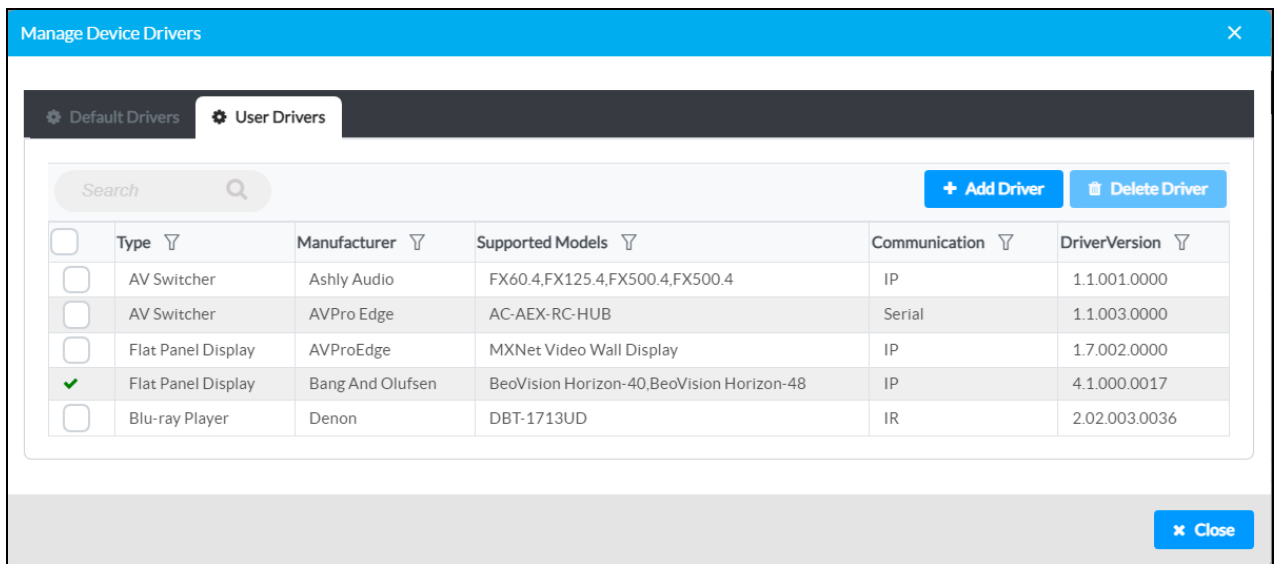 Manage Device Drivers
Default Drivers User Drivers
Search + Add Driver Delete Driver
Type Manufacturer Supported Models Communication DriverVersion
AV Switcher Ashly Audio FX60.4,FX125.4,FX500.4,FX500.4 IP 1.1.001.0000
AV Switcher AVPro Edge AC-AEX-RC-HUB Serial 1.1.003.0000
Flat Panel Display AVProEdge MXNet Video Wall Display IP 1.7.002.0000
Flat Panel Display Bang And Olufsen BeoVision Horizon-40,BeoVision Horizon-48 IP 4.1.000.0017
Blu-ray Player Denon DBT-1713UD IR 2.02.003.0036
Close